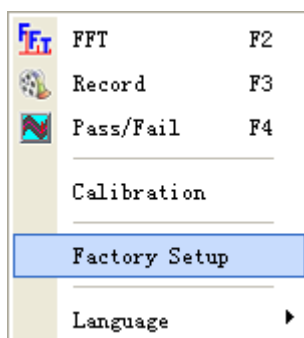 FFT F2
Record F3
Pass/Fail F4
Calibration
Factory Setup
Language